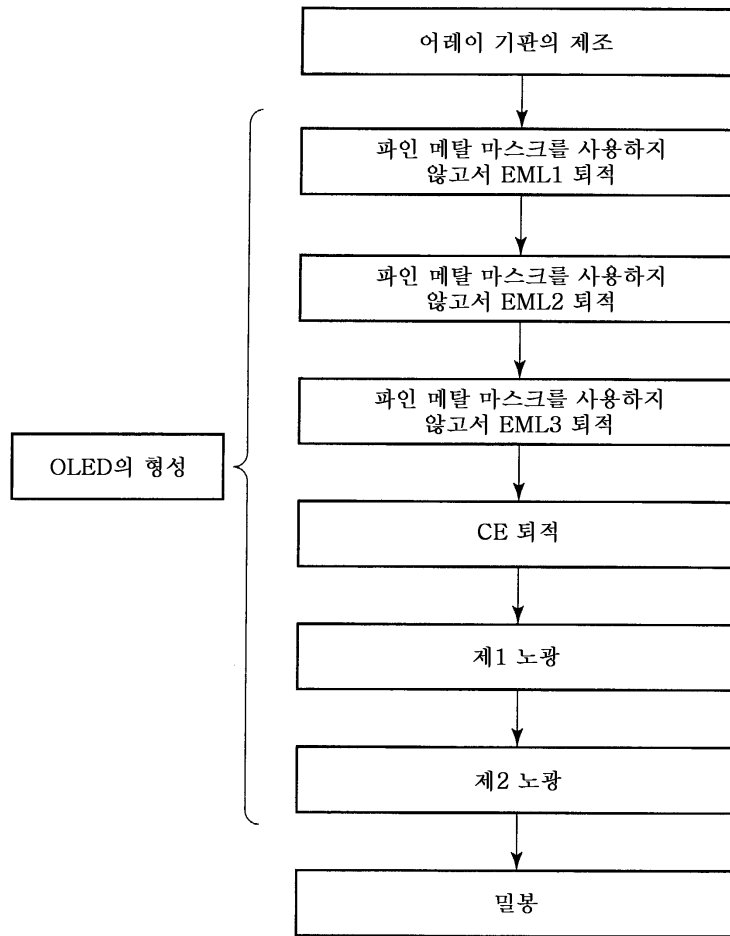 어레이 기판의 제조
파인 메탈 마스크를 사용하지
않고서 EML1 퇴적
파인 메탈 마스크를 사용하지
않고서 EML2 퇴적
파인 메탈 마스크를 사용하지
않고서 EML3 퇴적
OLED의 형성
CE 퇴적
제1 노광
제2 노광
밀봉